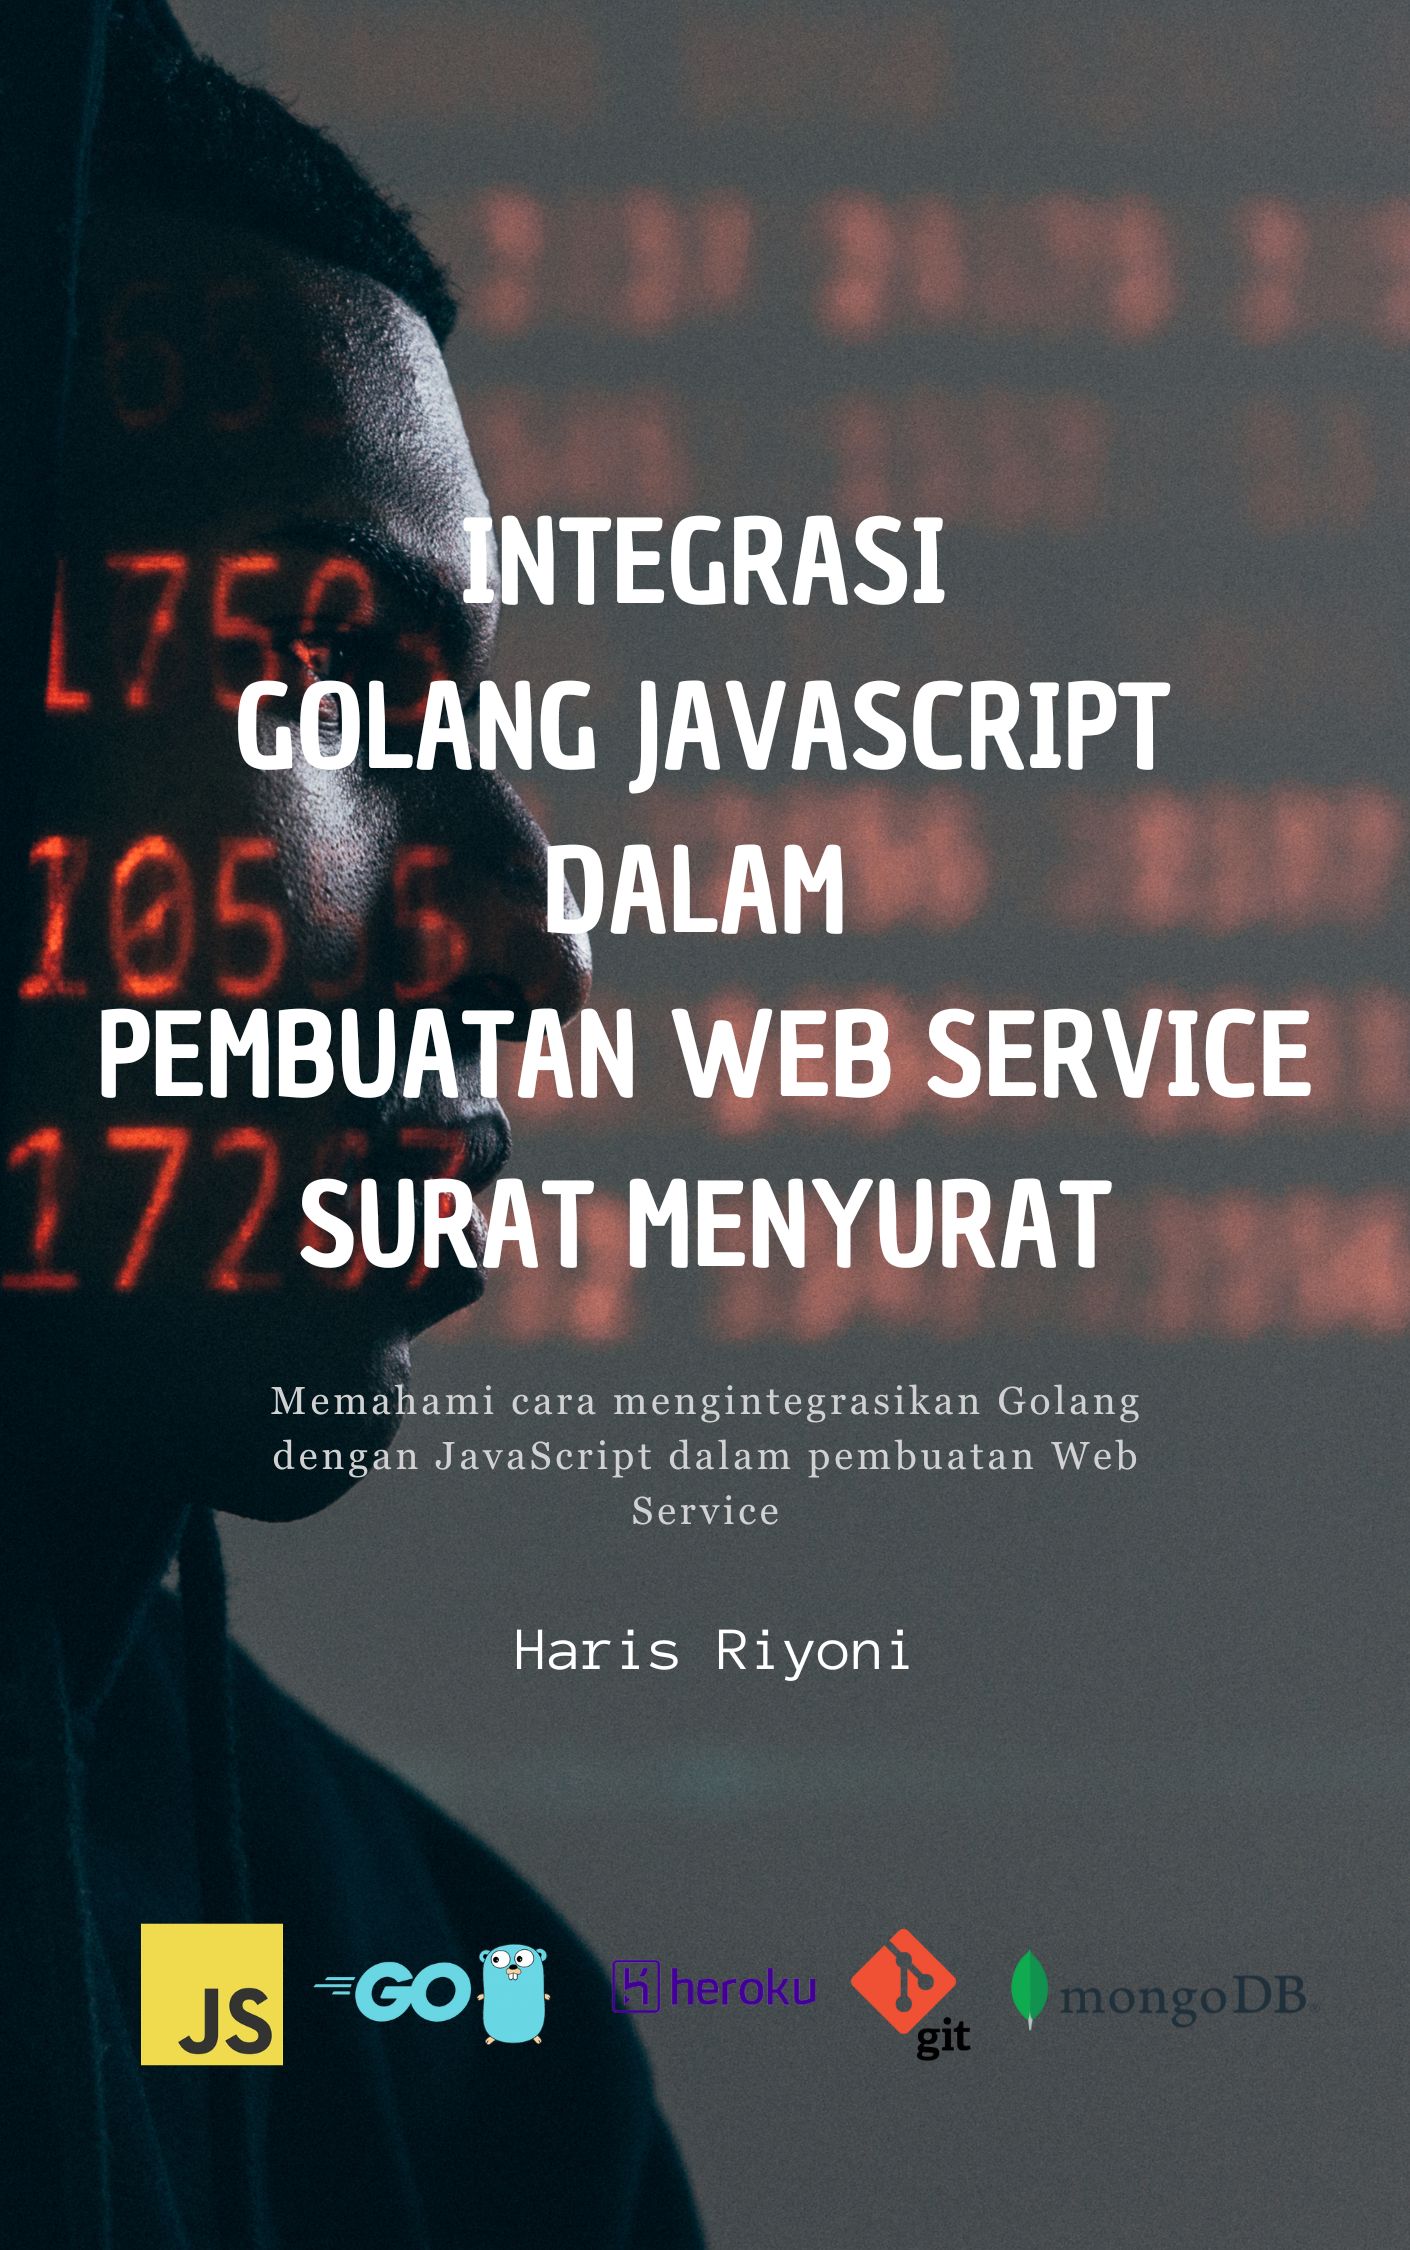 INTEGRASI
GOLANG JAVASCRIPT
DALAM
PEMBUATAN WEB SERVICE
SURAT MENYURAT
Memahami cara mengintegrasikan Golang
dengan JavaScript dalam pembuatan Web
Service
Haris Riyoni
JS GO heroku git mongoDB